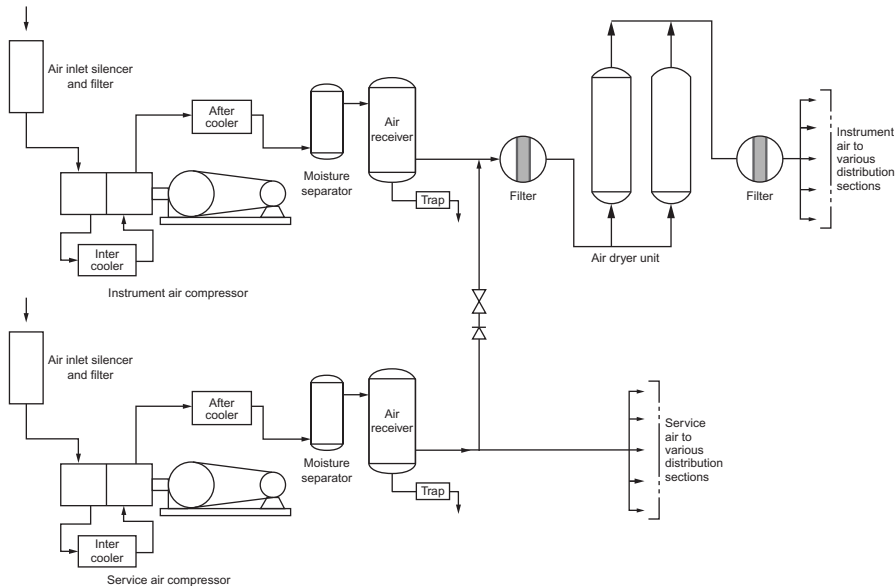 Air inlet silencer
and filter
After
cooler
Air
receiver
Moisture
separator
Trap
Filter
Filter
Instrument
air to
various
distribution
sections
Inter
cooler
Air dryer unit
Instrument air compressor
Air inlet silencer
and filter
After
cooler
Air
receiver
Moisture
separator
Trap
Service
air to
various
distribution
sections
Inter
cooler
Service air compressor